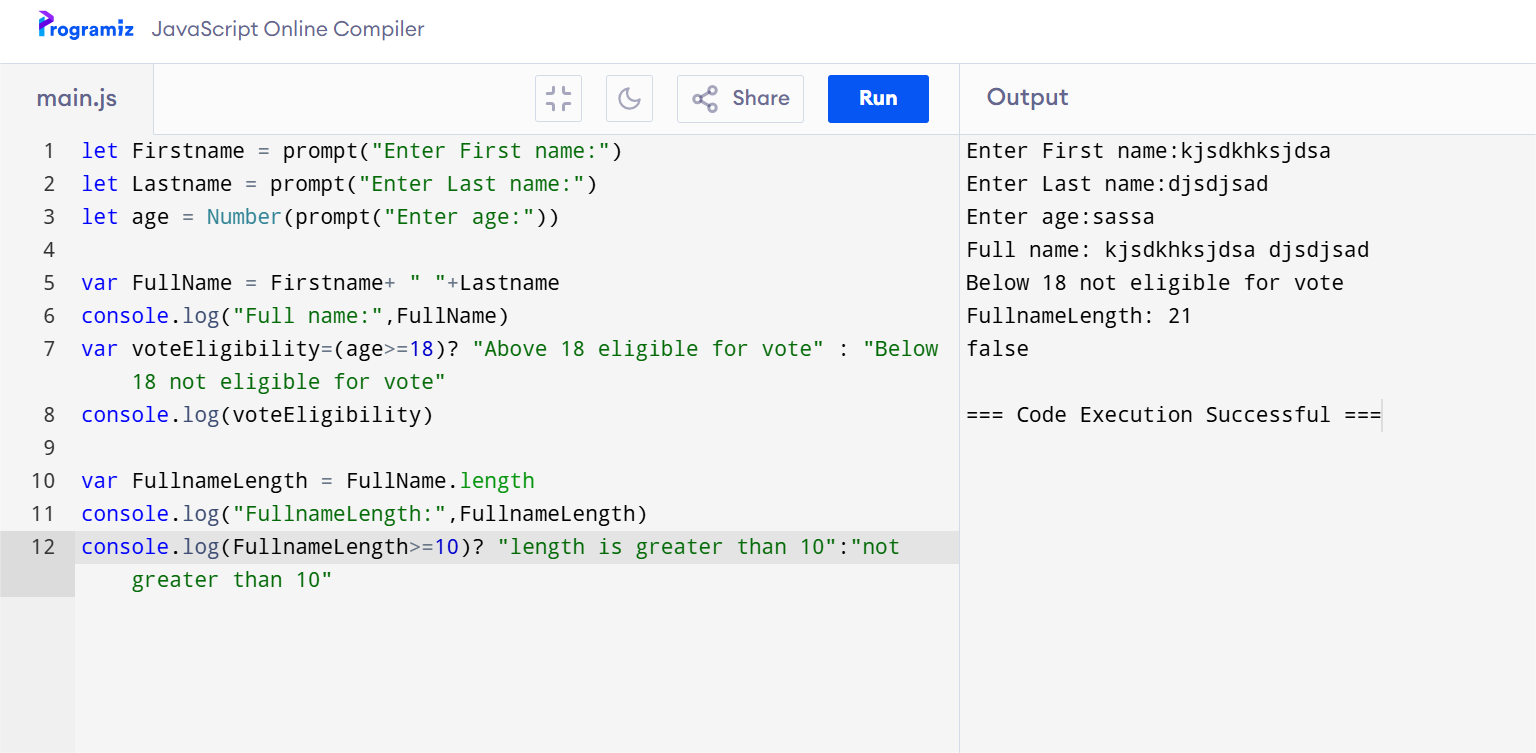 Programiz JavaScript Online Compiler
main.js
Share
Run
Output
1 let Firstname = prompt("Enter First name:")
2 let Lastname = prompt("Enter Last name:")
3 let age = Number(prompt("Enter age:"))
4
5 var FullName = Firstname+ " "+Lastname
6 console.log("Full name:",FullName)
7 var voteEligibility=(age>=18)? "Above 18 eligible for vote" : "Below
18 not eligible for vote"
8 console.log(voteEligibility)
9
10 var FullnameLength = FullName.length
11 console.log("FullnameLength:",FullnameLength)
12 console.log(FullnameLength>=10)? "length is greater than 10":"not
greater than 10"
Enter First name:kjsdkhksjdsa
Enter Last name:djsdjsad
Enter age:sassa
Full name: kjsdkhksjdsa djsdjsad
Below 18 not eligible for vote
FullnameLength: 21
false
=== Code Execution Successful ===